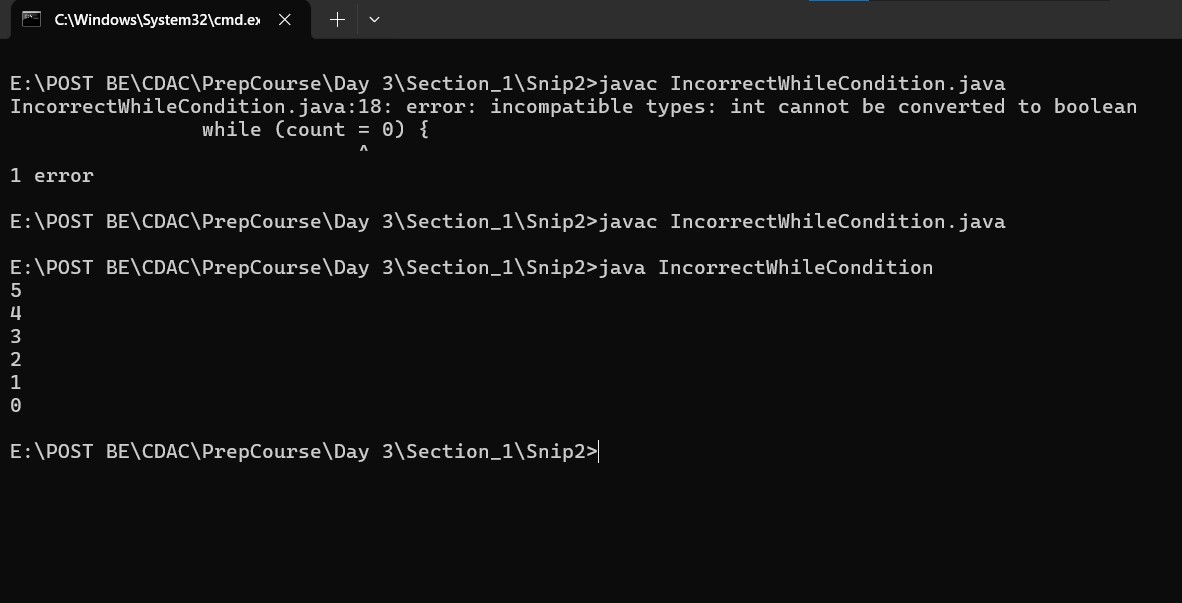 C:\Windows\System32\cmd.ex
E:\POST BE\CDAC\PrepCourse\Day 3\Section_1\Snip2>javac IncorrectWhileCondition.java
IncorrectWhileCondition.java:18: error: incompatible types: int cannot be converted to boolean
                while (count = 0) {
                             ^
1 error
E:\POST BE\CDAC\PrepCourse\Day 3\Section_1\Snip2>javac IncorrectWhileCondition.java
E:\POST BE\CDAC\PrepCourse\Day 3\Section_1\Snip2>java IncorrectWhileCondition
5
4
3
2
1
0
E:\POST BE\CDAC\PrepCourse\Day 3\Section_1\Snip2>